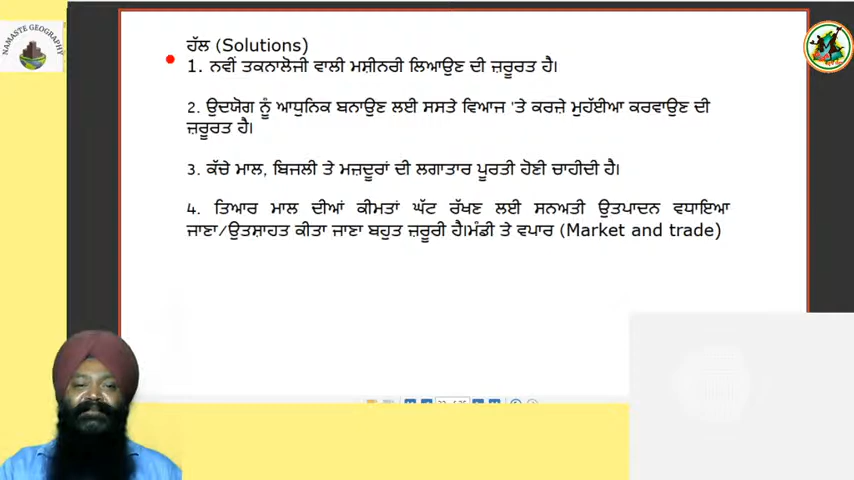 NAMASTE GEOGRAPHY
ਹੱਲ (Solutions)
1. ਨਵੀਂ ਤਕਨਾਲੋਜੀ ਵਾਲੀ ਮਸ਼ੀਨਰੀ ਲਿਆਉਣ ਦੀ ਜ਼ਰੂਰਤ ਹੈ।
2. ਉਦਯੋਗ ਨੂੰ ਆਧੁਨਿਕ ਬਨਾਉਣ ਲਈ ਸਸਤੇ ਵਿਆਜ 'ਤੇ ਕਰਜ਼ੇ ਮੁਹੱਈਆ ਕਰਵਾਉਣ ਦੀ
ਜ਼ਰੂਰਤ ਹੈ।
3. ਕੱਚੇ ਮਾਲ, ਬਿਜਲੀ ਤੇ ਮਜ਼ਦੂਰਾਂ ਦੀ ਲਗਾਤਾਰ ਪੂਰਤੀ ਹੋਣੀ ਚਾਹੀਦੀ ਹੈ।
4. ਤਿਆਰ ਮਾਲ ਦੀਆਂ ਕੀਮਤਾਂ ਘੱਟ ਰੱਖਣ ਲਈ ਸਨਅਤੀ ਉਤਪਾਦਨ ਵਧਾਇਆ
ਜਾਣਾ/ਉਤਸ਼ਾਹਤ ਕੀਤਾ ਜਾਣਾ ਬਹੁਤ ਜ਼ਰੂਰੀ ਹੈ।ਮੰਡੀ ਤੇ ਵਪਾਰ (Market and trade)